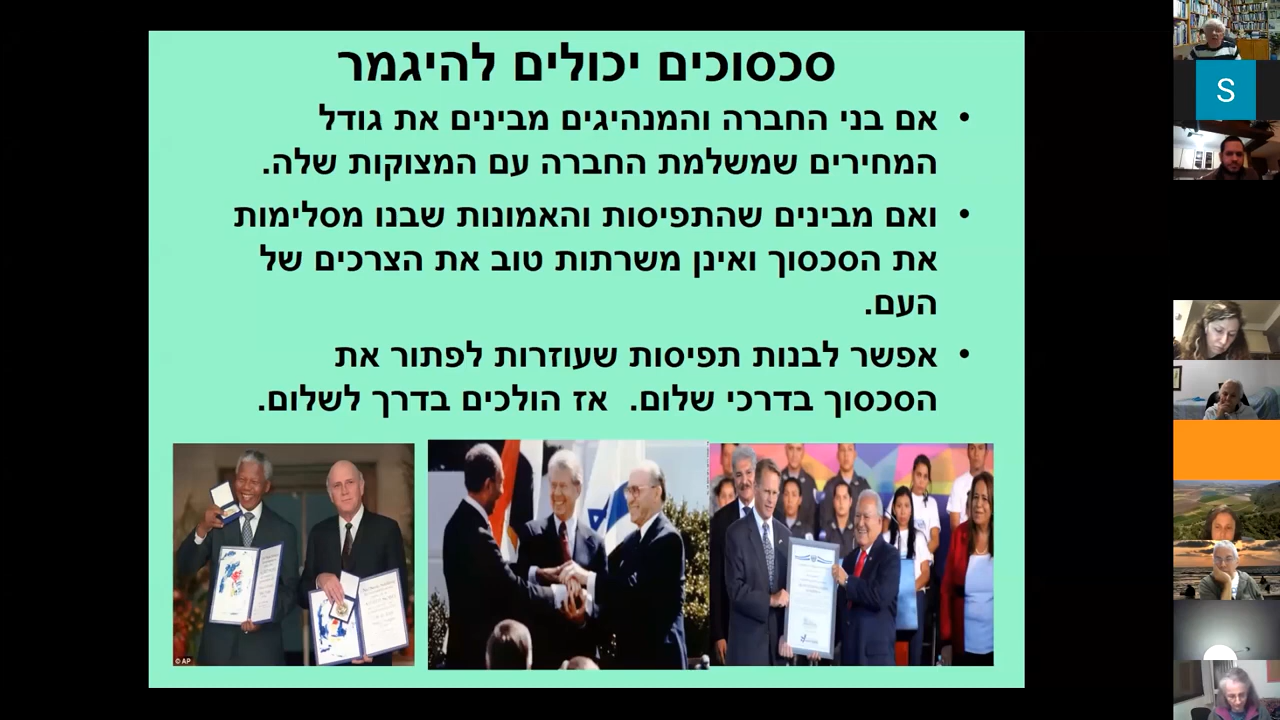 סכסוכים יכולים להיגמר
• אם בני החברה והמנהיגים מבינים את גודל
המחירים שמשלמת החברה עם המצוקות שלה.
• ואם מבינים שהתפיסות והאמונות שבנו מסלימות
את הסכסוך ואינן משרתות טוב את הצרכים של
העם.
• אפשר לבנות תפיסות שעוזרות לפתור את
הסכסוך בדרכי שלום. אז הולכים בדרך לשלום.
© AP
S